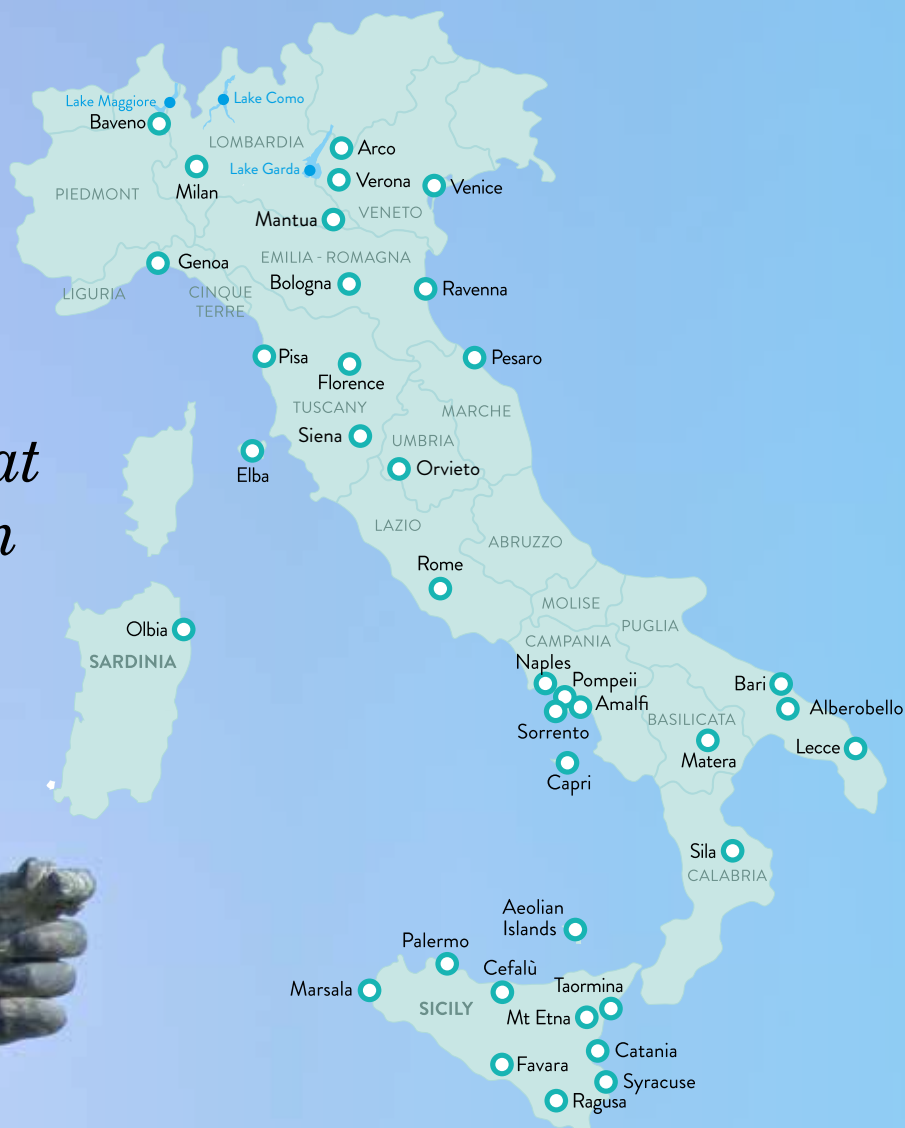 Lake Maggiore
Lake Como
Baveno
LOMBARDIA
Arco
Lake Garda
Milan
Verona
Venice
PIEDMONT
Mantua
VENETO
Genoa
EMILIA - ROMAGNA
Bologna
Ravenna
LIGURIA
CINQUE
TERRE
Pisa
Florence
Pesaro
TUSCANY
MARCHE
Siena
UMBRIA
at
Elba
Orvieto
n
LAZIO
ABRUZZO
Rome
MOLISE
Olbia
PUGLIA
SARDINIA
CAMPANIA
Naples
Pompeii
Bari
Amalfi
Alberobello
Sorrento
BASILICATA
Matera
Lecce
Capri
Sila
CALABRIA
Aeolian
Islands
Palermo
Cefalù
Taormina
Marsala
SICILY
Mt Etna
Catania
Favara
Syracuse
Ragusa